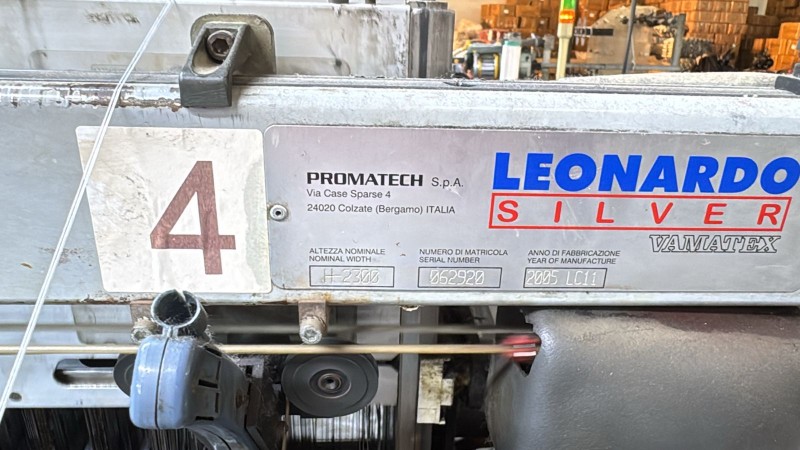 4
PROMATECH S.p.A.
Via Case Sparse 4
24020 Colzate (Bergamo) ITALIA
LEONARDO
SILVER
VAMATEX
ALTEZZA NOMINALE
NOMINAL WIDTH
H-2300
NUMERO DI MATRICOLA
SERIAL NUMBER
062920
ANNO DI FABBRICAZIONE
YEAR OF MANUFACTURE
2005 LC11